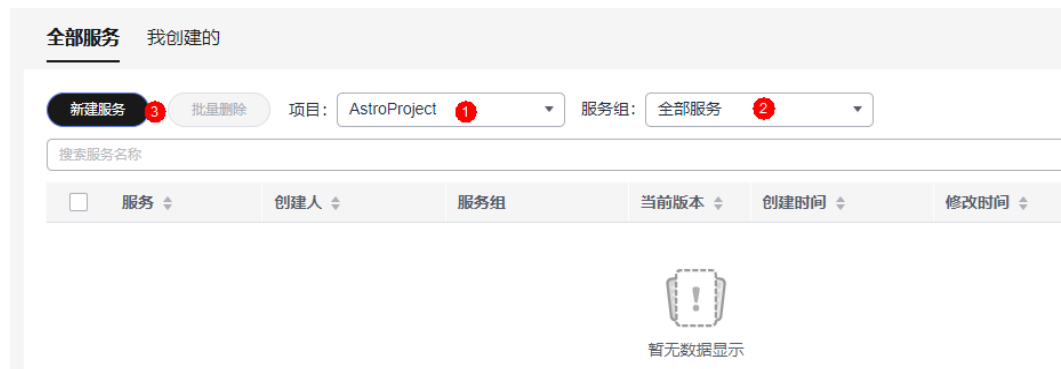 全部服务 我创建的
新建服务 3 批量删除 项目： AstroProject 1 服务组： 全部服务 2
搜索服务名称
服务 创建人 服务组 当前版本 创建时间 修改时间
!
暂无数据显示